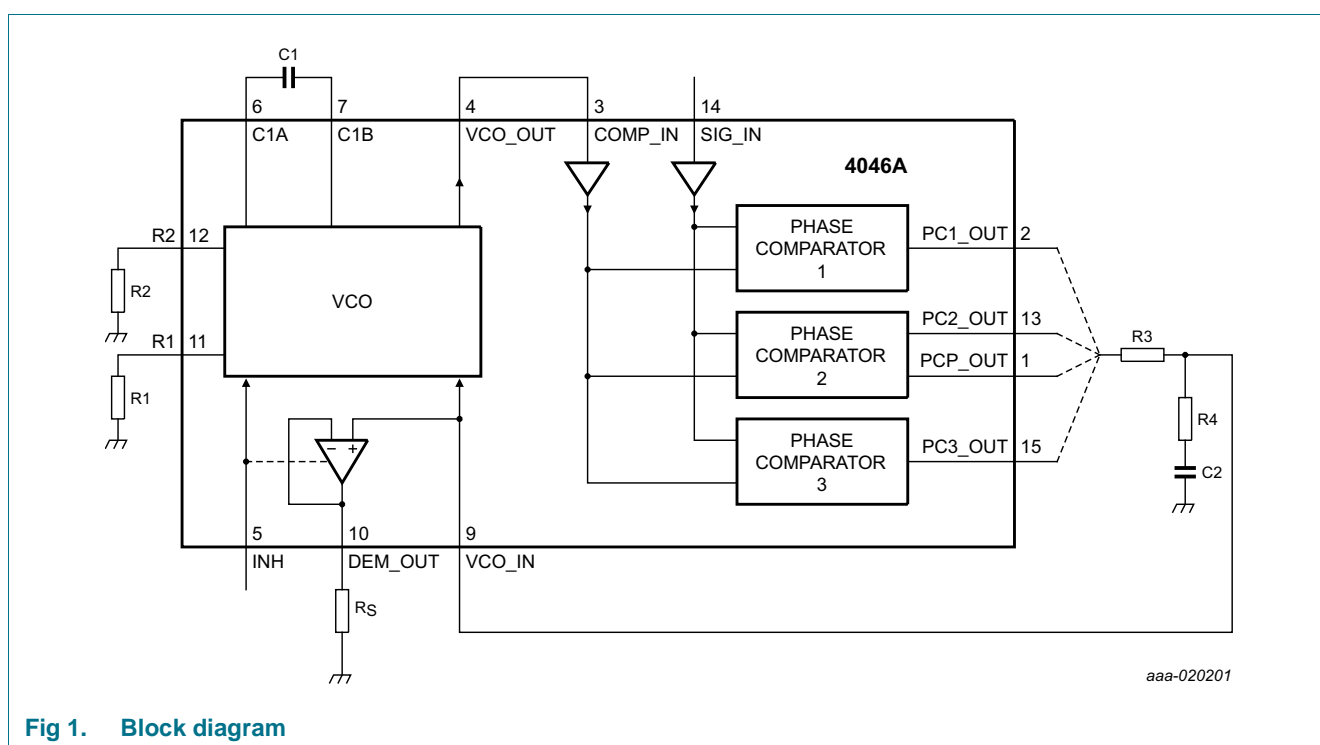 C1
6 7 4 3 14
C1A C1B VCO_OUT COMP_IN SIG_IN
4046A
PHASE
COMPARATOR
1
PC1_OUT 2
R2 12
R2
VCO
R1 11
R1
PHASE
COMPARATOR
2
PC2_OUT 13
PCP_OUT 1
R3
R4
C2
PHASE
COMPARATOR
3
PC3_OUT 15
− +
5 10 9
INH DEM_OUT VCO_IN
RS
aaa-020201
Fig 1. Block diagram